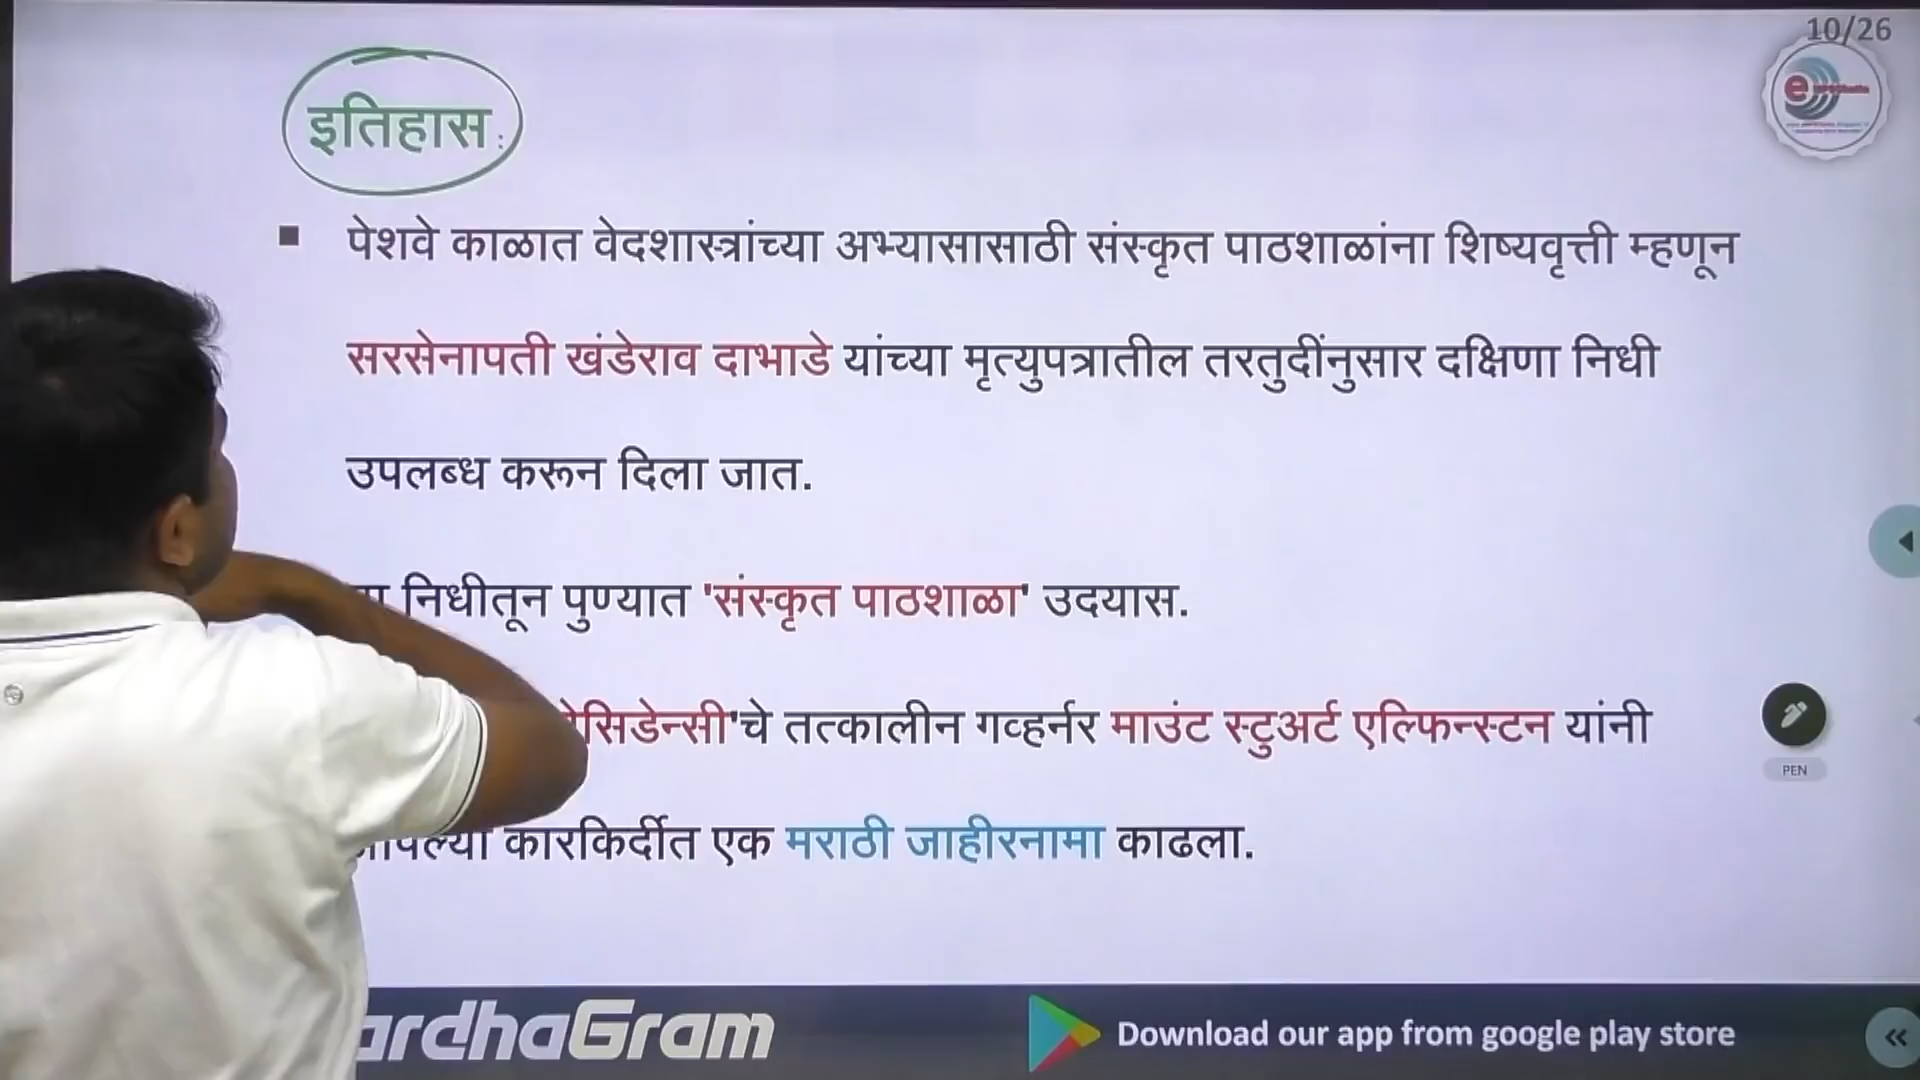 10/26
इतिहास :
▪ पेशवे काळात वेदशास्त्रांच्या अभ्यासासाठी संस्कृत पाठशाळांना शिष्यवृत्ती म्हणून
सरसेनापती खंडेराव दाभाडे यांच्या मृत्युपत्रातील तरतुदींनुसार दक्षिणा निधी
उपलब्ध करून दिला जात.
निधीतून पुण्यात 'संस्कृत पाठशाळा' उदयास.
'चे तत्कालीन गव्हर्नर माउंट स्टुअर्ट एल्फिन्स्टन यांनी
कारकिर्दीत एक मराठी जाहीरनामा काढला.
PEN
Download our app from google play store